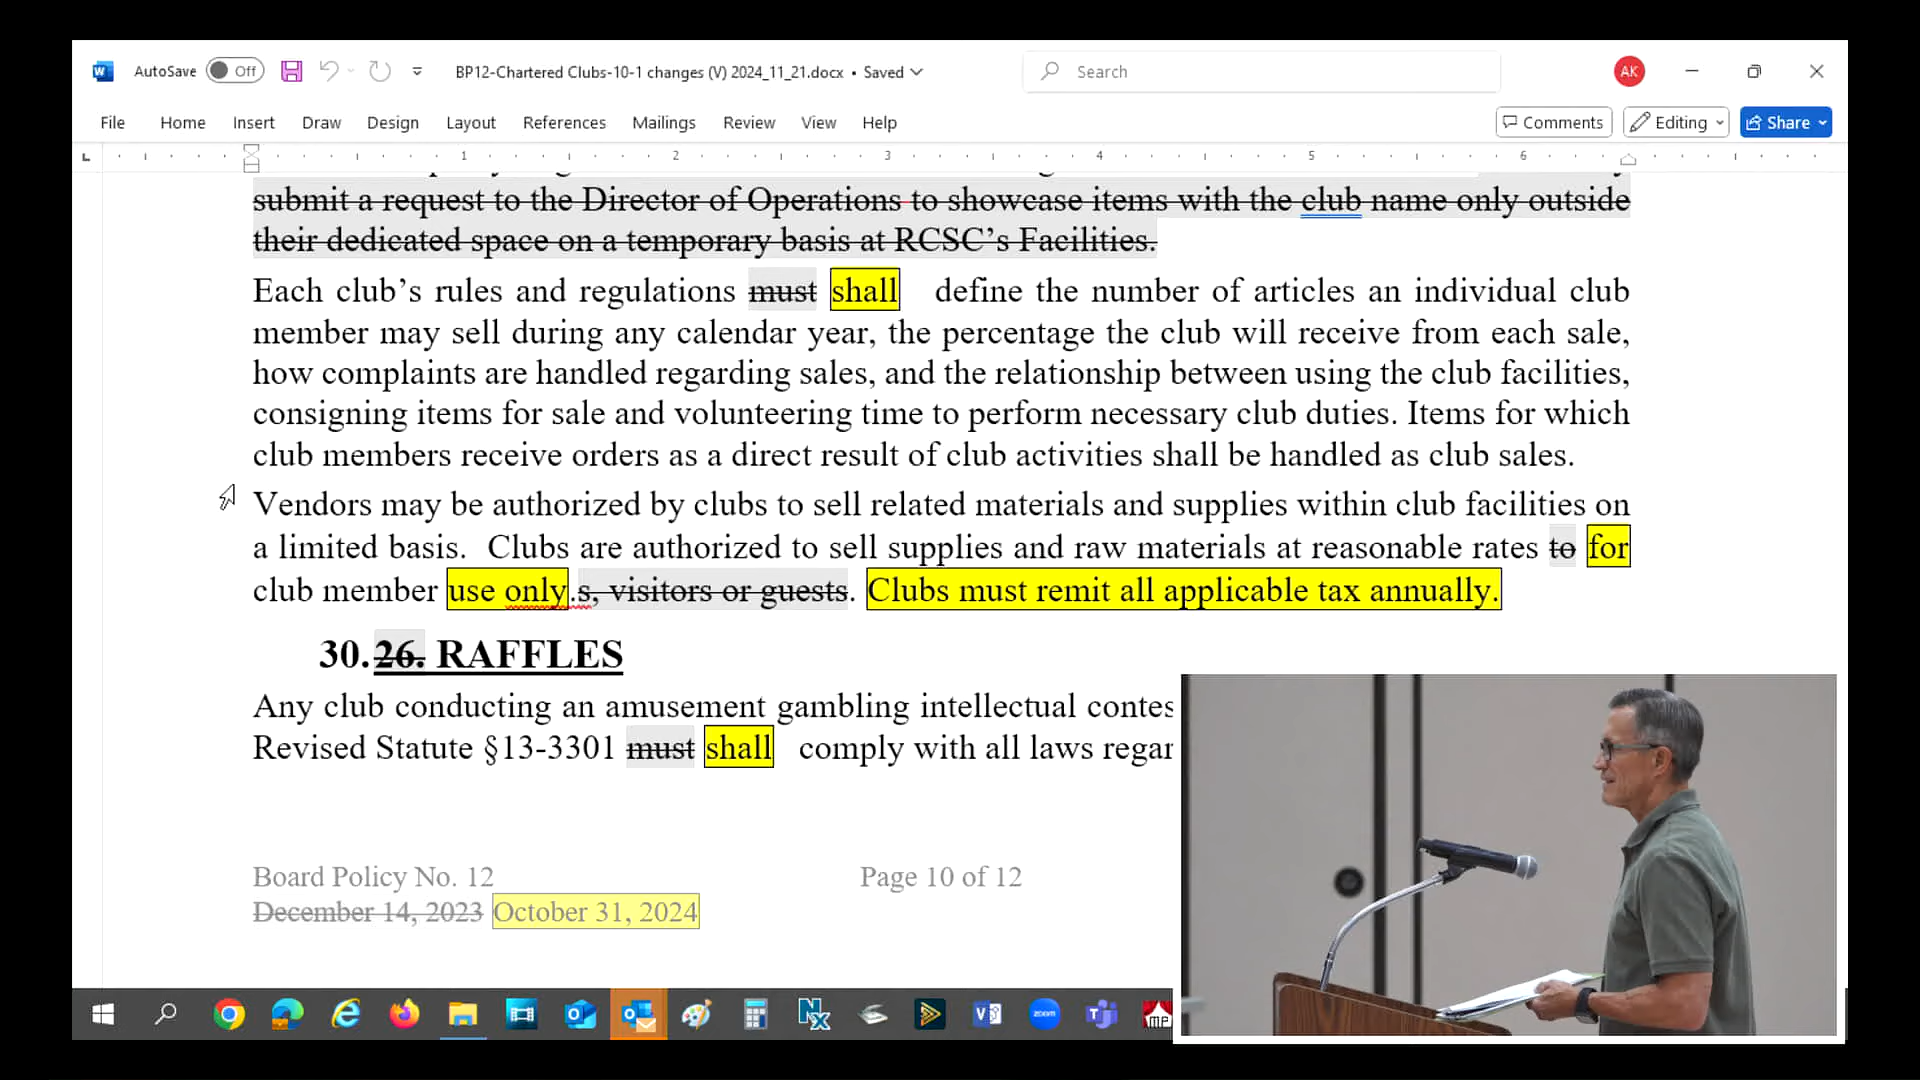 AutoSave Off BP12-Chartered Clubs-10-1 changes (V) 2024_11_21.docx • Saved Search AK
File Home Insert Draw Design Layout References Mailings Review View Help Comments Editing Share
1 2 3 4 5 6
submit a request to the Director of Operations to showcase items with the club name only outside
their dedicated space on a temporary basis at RCSC’s Facilities.
Each club’s rules and regulations must shall define the number of articles an individual club
member may sell during any calendar year, the percentage the club will receive from each sale,
how complaints are handled regarding sales, and the relationship between using the club facilities,
consigning items for sale and volunteering time to perform necessary club duties. Items for which
club members receive orders as a direct result of club activities shall be handled as club sales.
Vendors may be authorized by clubs to sell related materials and supplies within club facilities on
a limited basis. Clubs are authorized to sell supplies and raw materials at reasonable rates to for
club member use only.s, visitors or guests. Clubs must remit all applicable tax annually.
30.26. RAFFLES
Any club conducting an amusement gambling intellectual contes
Revised Statute §13-3301 must shall comply with all laws regar
Board Policy No. 12 Page 10 of 12
December 14, 2023 October 31, 2024
zoom
MP